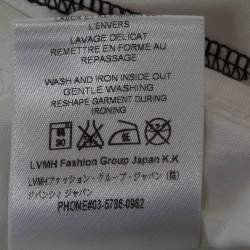 L'ENVERS
LAVAGE DELICAT
REMETTRE EN FORME AU
REPASSAGE
WASH AND IRON INSIDE OUT
GENTLE WASHING
RESHAPE GARMENT DURING
IRONING
30
LVMH Fashion Group Japan K.K
LVMHファッション・グループ・ジャパン（株）
ジバンシィ ジャパン
PHONE#03-5786-0962